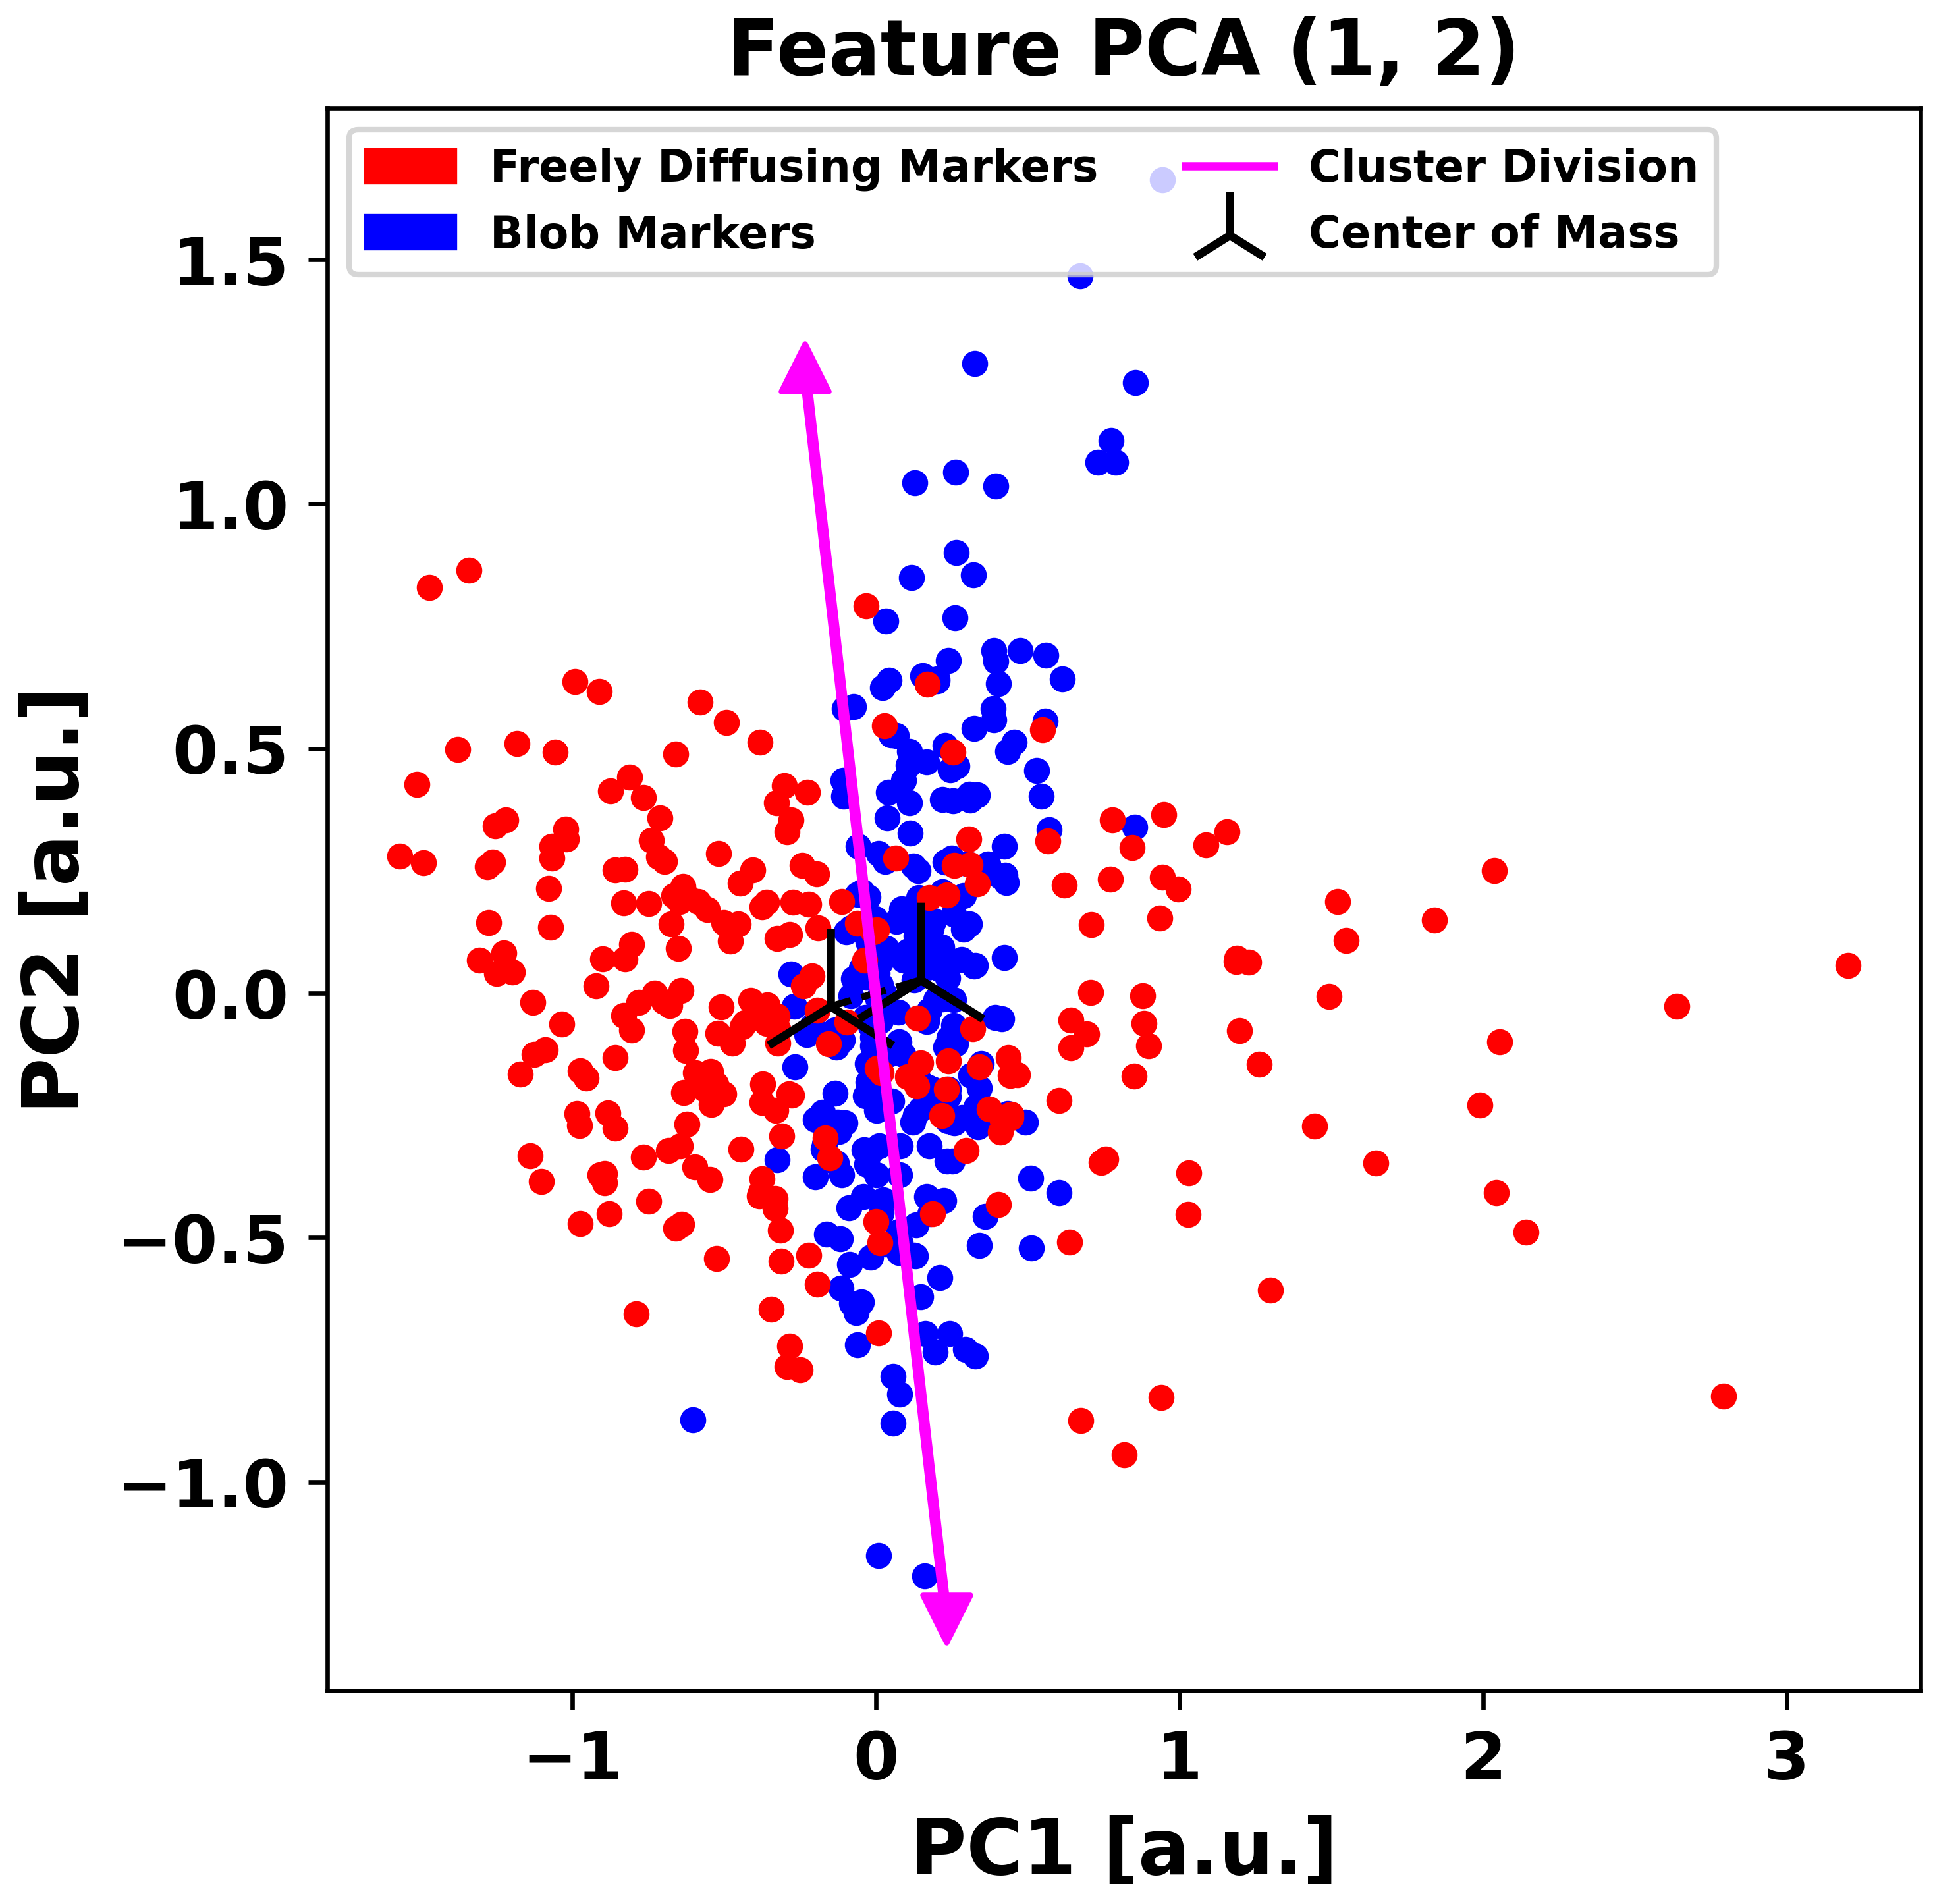 Feature PCA (1, 2)
Freely Diffusing Markers
Blob Markers
Cluster Division
Center of Mass
1.5
1.0
0.5
0.0
−0.5
−1.0
PC2 [a.u.]
−1
0
1
2
3
PC1 [a.u.]